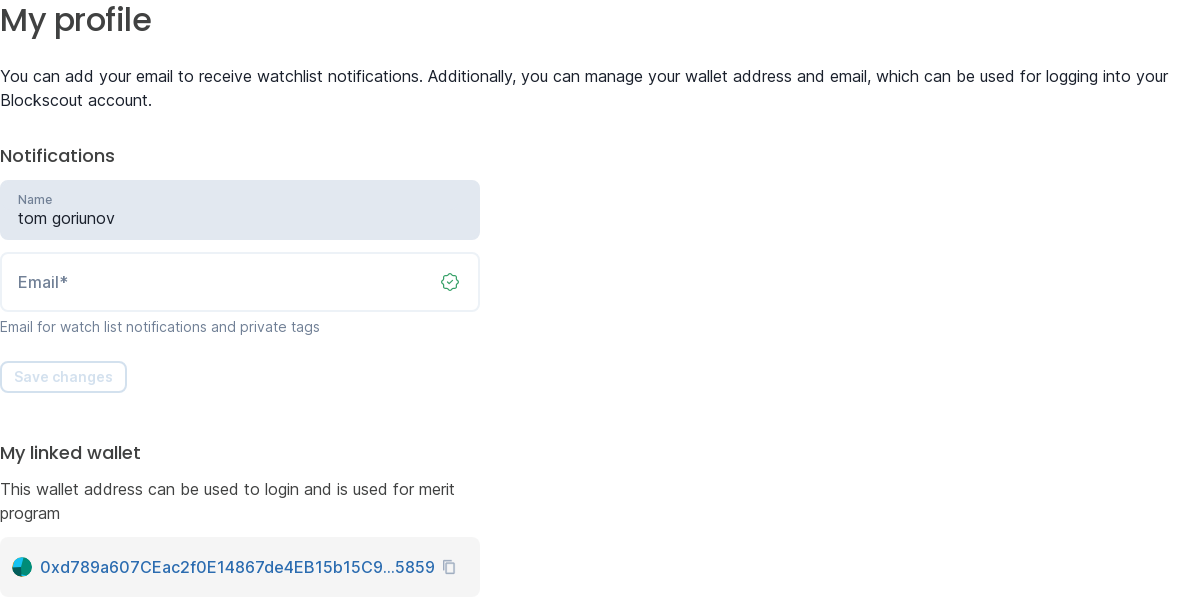 My profile
You can add your email to receive watchlist notifications. Additionally, you can manage your wallet address and email, which can be used for logging into your
Blockscout account.
Notifications
Name
tom goriunov
Email*
Email for watch list notifications and private tags
Save changes
My linked wallet
This wallet address can be used to login and is used for merit
program
0xd789a607CEac2f0E14867de4EB15b15C9...5859